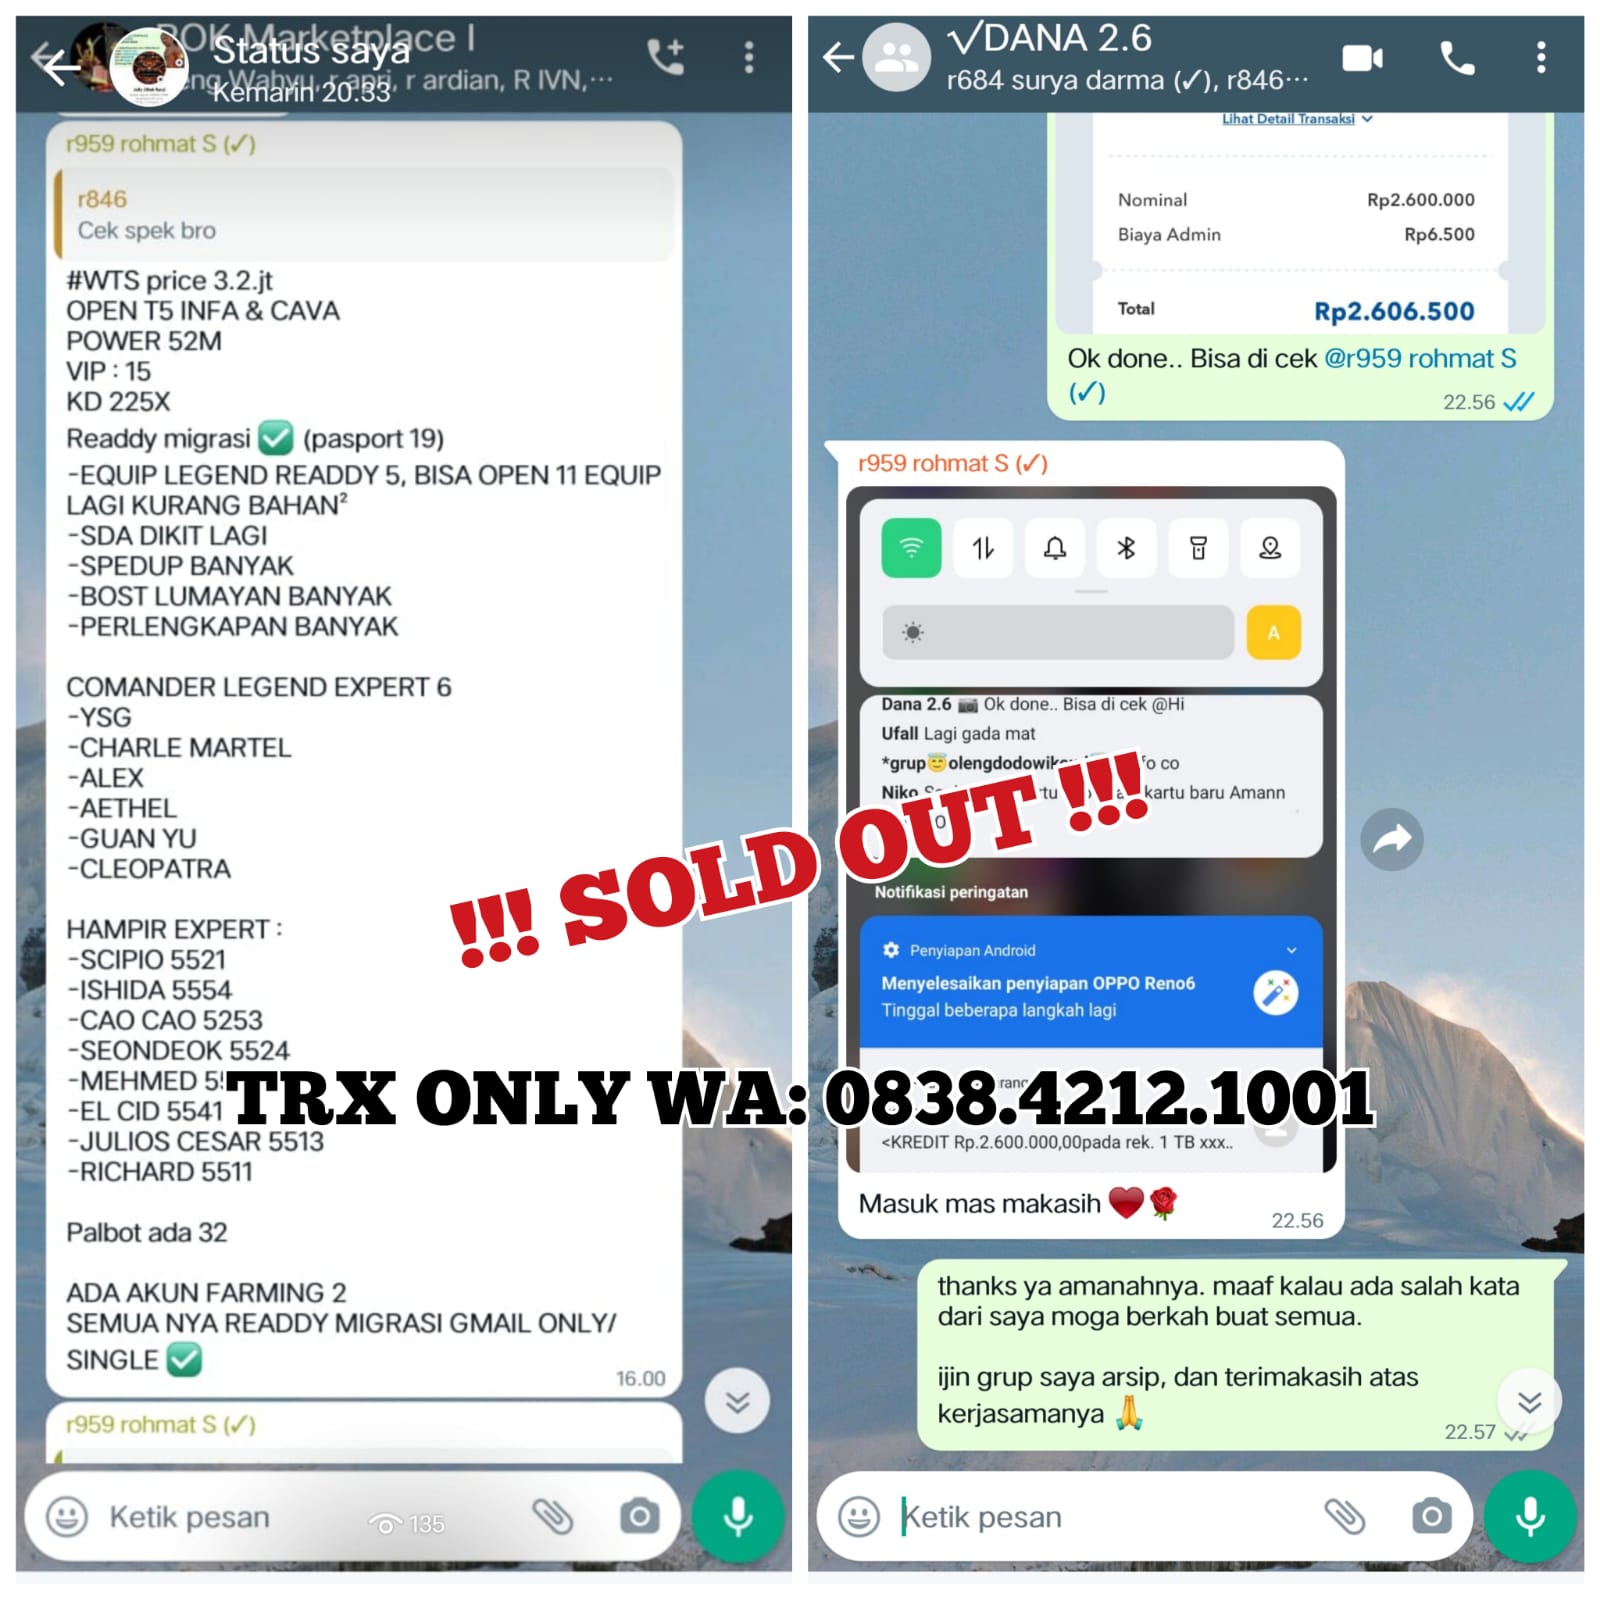 BOK Marketplace I
Status saya
eng Wahyu, r apri, r ardian, R IVN,...
Kemarin 20.33
r959 rohmat S (✓)
r846
Cek spek bro
#WTS price 3.2.jt
OPEN T5 INFA & CAVA
POWER 52M
VIP : 15
KD 225X
Readdy migrasi ✅ (pasport 19)
-EQUIP LEGEND READDY 5, BISA OPEN 11 EQUIP
LAGI KURANG BAHAN²
-SDA DIKIT LAGI
-SPEDUP BANYAK
-BOST LUMAYAN BANYAK
-PERLENGKAPAN BANYAK
COMANDER LEGEND EXPERT 6
-YSG
-CHARLE MARTEL
-ALEX
-AETHEL
-GUAN YU
-CLEOPATRA
HAMPIR EXPERT :
-SCIPIO 5521
-ISHIDA 5554
-CAO CAO 5253
-SEONDEOK 5524
-MEHMED
-EL CID 5541
-JULIOS CESAR 5513
-RICHARD 5511
Palbot ada 32
ADA AKUN FARMING 2
SEMUA NYA READDY MIGRASI GMAIL ONLY/
SINGLE ✅
16.00
r959 rohmat S (✓)
Ketik pesan
135
√DANA 2.6
r684 surya darma (✓), r846...
Lihat Detail Transaksi
Nominal Rp2.600.000
Biaya Admin Rp6.500
Total Rp2.606.500
Ok done.. Bisa di cek @r959 rohmat S
(✓)
22.56
r959 rohmat S (✓)
A
Dana 2.6 📷 Ok done.. Bisa di cek @Hi
Ufall Lagi gada mat
Niko kartu baru Amann
Notifikasi peringatan
Penyiapan Android
Menyelesaikan penyiapan OPPO Reno6
Tinggal beberapa langkah lagi
<KREDIT Rp.2.600.000,00pada rek. 1 TB xxx..
Masuk mas makasih ❤️🌹
22.56
thanks ya amanahnya. maaf kalau ada salah kata
dari saya moga berkah buat semua.
ijin grup saya arsip, dan terimakasih atas
kerjasamanya 🙏
22.57
Ketik pesan
!!! SOLD OUT !!!
TRX ONLY WA: 0838.4212.1001